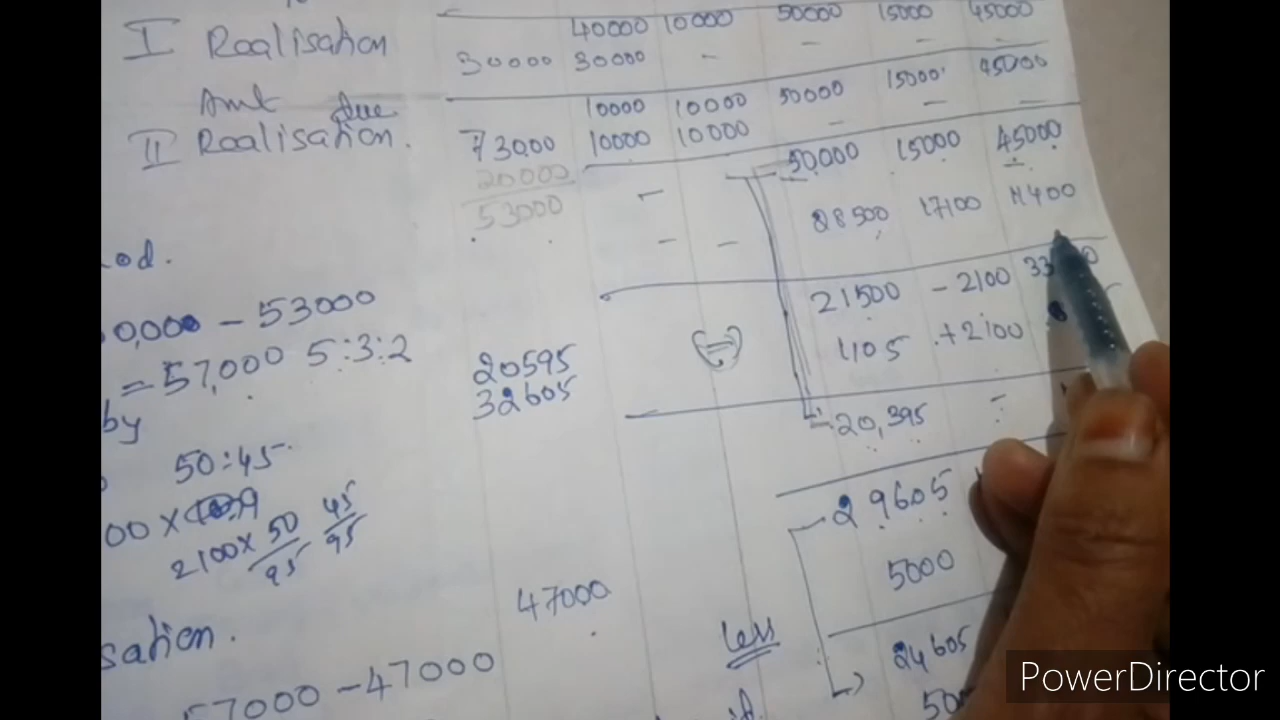 40000 10000 50000 15000 45000
I Realisation 30000 30000 - - - -
Amt due 10000 10000 50000 15000 45000
II Realisation. 73000 10000 10000 - - -
20000 - - 50,000 15000 45000
53000 - - 28500 17100 11400
0,000 - 53000 21500 - 2100
= 57,000 5:3:2 20595 1105 + 2100
by 32605 20,395 -
50:45
29605
00 X
2100 X 50/95 45/95
5000
47000
sation. Less 24605
57000 - 47000
PowerDirector